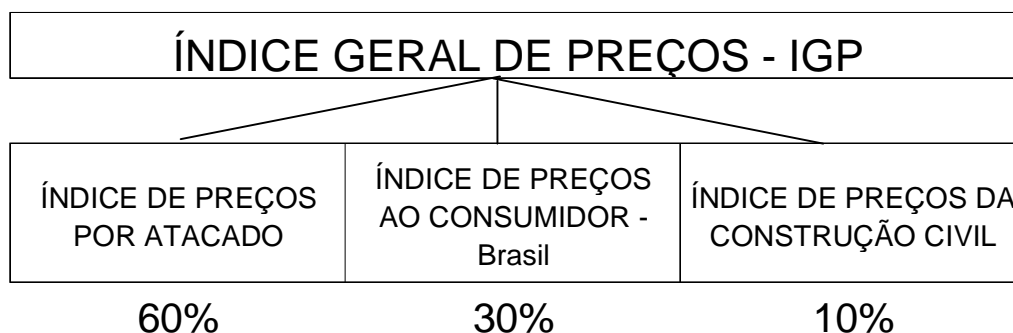 ÍNDICE GERAL DE PREÇOS - IGP
ÍNDICE DE PREÇOS
POR ATACADO
ÍNDICE DE PREÇOS
AO CONSUMIDOR -
Brasil
ÍNDICE DE PREÇOS DA
CONSTRUÇÃO CIVIL
60%
30%
10%